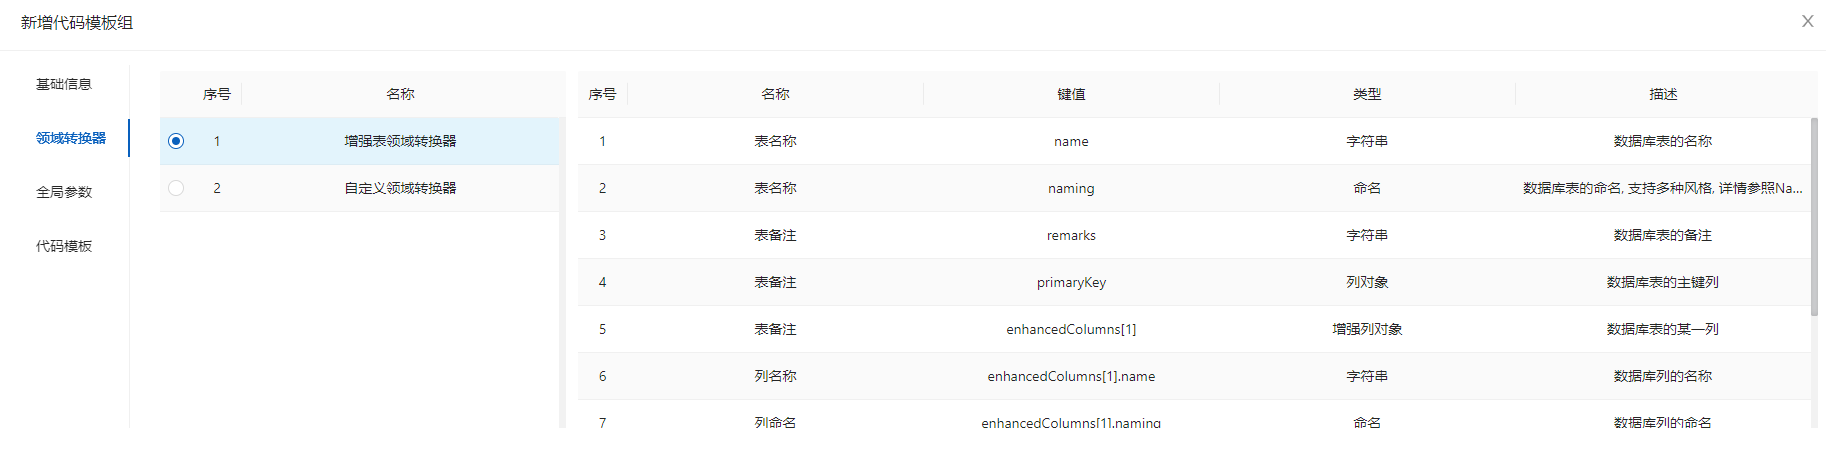 新增代码模板组
基础信息
领域转换器
全局参数
代码模板
序号 名称
1 增强表领域转换器
2 自定义领域转换器
序号 名称 键值 类型 描述
1 表名称 name 字符串 数据库表的名称
2 表名称 naming 命名 数据库表的命名, 支持多种风格, 详情参照Na...
3 表备注 remarks 字符串 数据库表的备注
4 表备注 primaryKey 列对象 数据库表的主键列
5 表备注 enhancedColumns[1] 增强列对象 数据库表的某一列
6 列名称 enhancedColumns[1].name 字符串 数据库列的名称
7 列命名 enhancedColumns[1].naming 命名 数据库列的命名